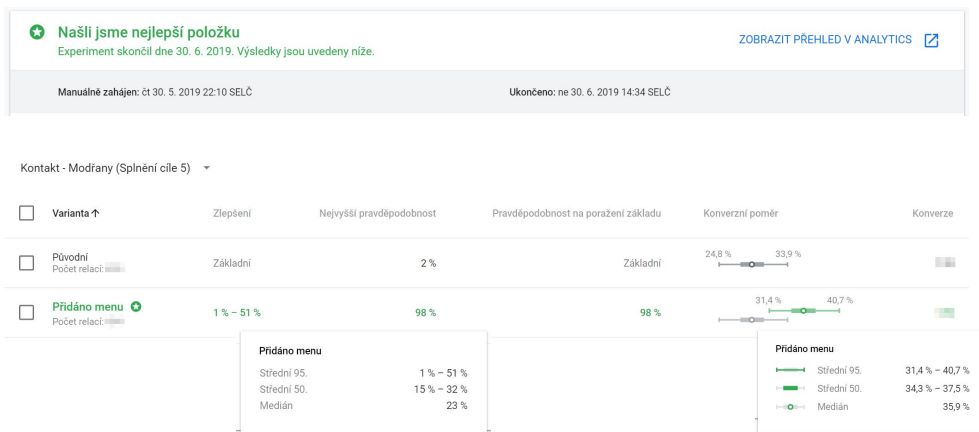 Našli jsme nejlepší položku
Experiment skončil dne 30. 6. 2019. Výsledky jsou uvedeny níže.
ZOBRAZIT PŘEHLED V ANALYTICS
Manuálně zahájen: čt 30. 5. 2019 22:10 SELČ
Ukončeno: ne 30. 6. 2019 14:34 SELČ
Kontakt - Modřany (Splnění cíle 5)
Varianta Zlepšení Nejvyšší pravděpodobnost Pravděpodobnost na poražení základu Konverzní poměr Konverze
Původní
Počet relací:
Základní 2 % Základní 24,8 % 33,9 %
Přidáno menu
Počet relací:
1 % – 51 % 98 % 98 % 31,4 % 40,7 %
Přidáno menu
Střední 95. 1 % – 51 %
Střední 50. 15 % – 32 %
Medián 23 %
Přidáno menu
Střední 95. 31,4 % – 40,7 %
Střední 50. 34,3 % – 37,5 %
Medián 35,9 %